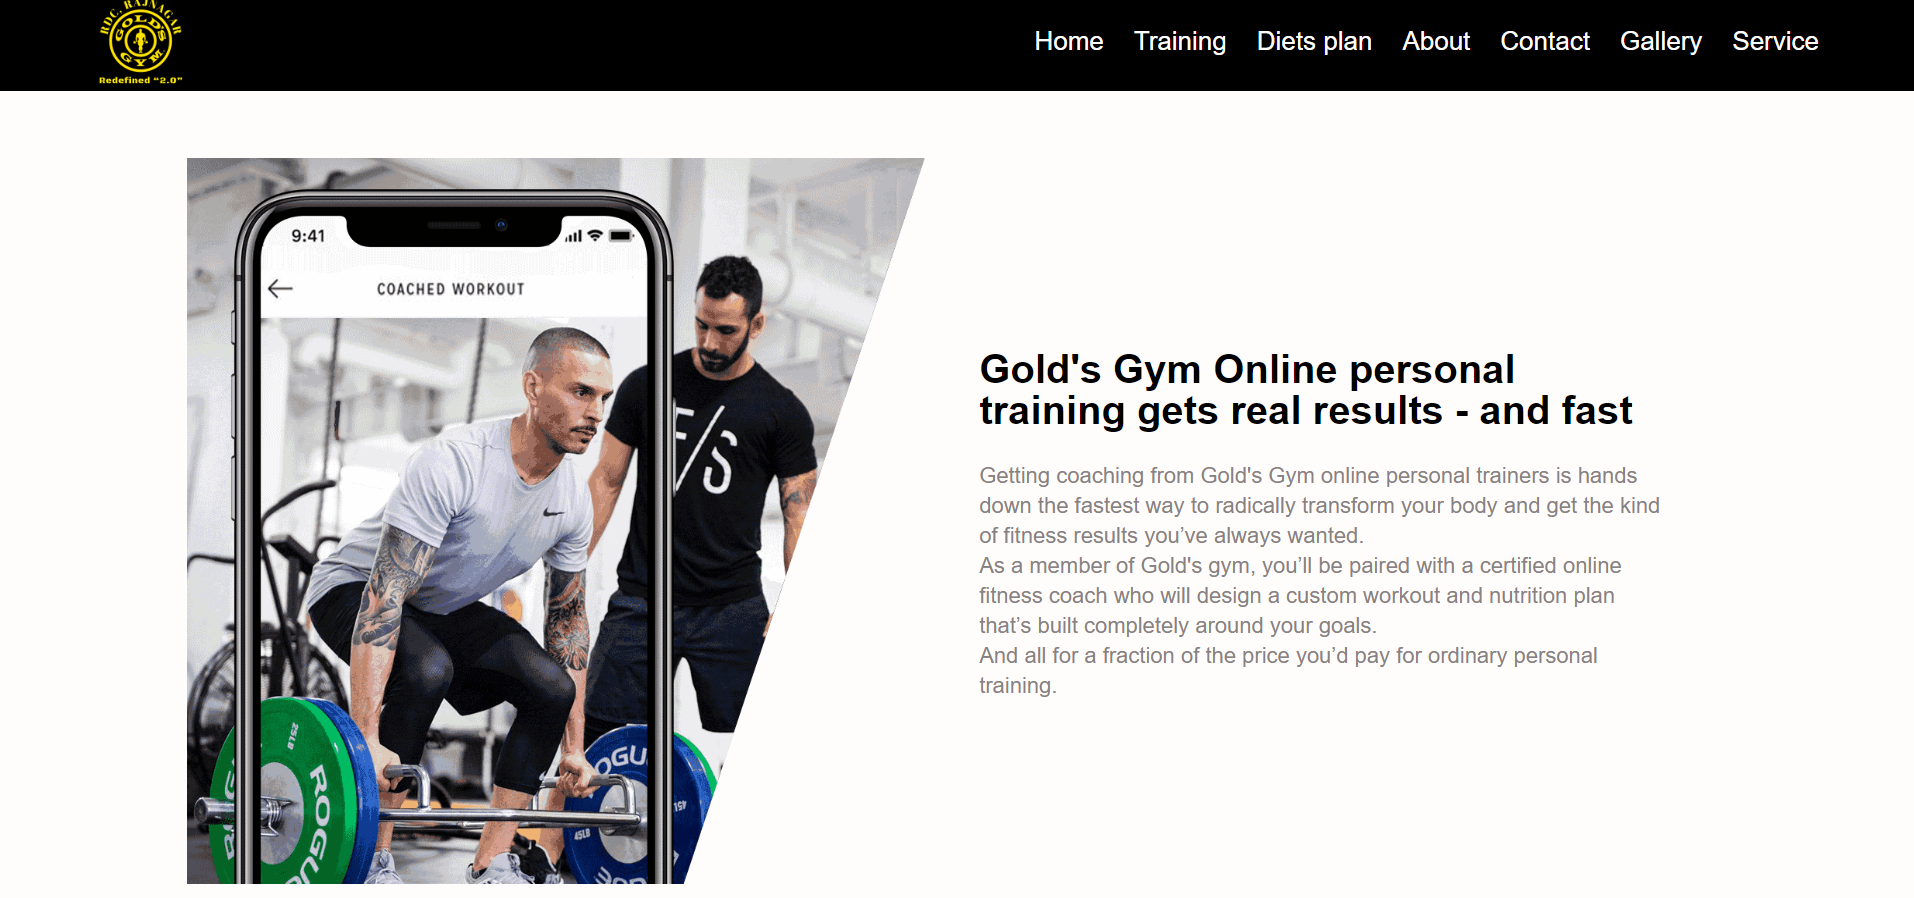 RDC, RAJNAGAR
GOLD'S
GYM
Redefined “2.0”
Home Training Diets plan About Contact Gallery Service
9:41
COACHED WORKOUT
F/S
Gold's Gym Online personal
training gets real results - and fast
Getting coaching from Gold's Gym online personal trainers is hands
down the fastest way to radically transform your body and get the kind
of fitness results you’ve always wanted.
As a member of Gold's gym, you’ll be paired with a certified online
fitness coach who will design a custom workout and nutrition plan
that’s built completely around your goals.
And all for a fraction of the price you’d pay for ordinary personal
training.
25LB
ROGUE
ROGU
45LB
45LB